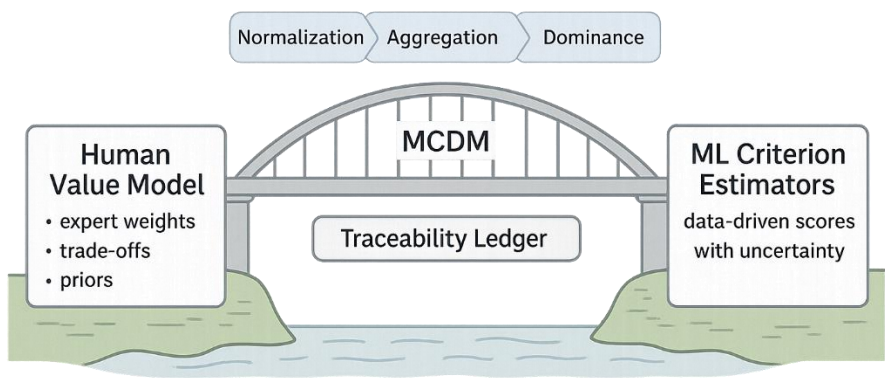 Normalization
Aggregation
Dominance
MCDM
Human
Value Model
• expert weights
• trade-offs
• priors
Traceability Ledger
ML Criterion
Estimators
data-driven scores
with uncertainty